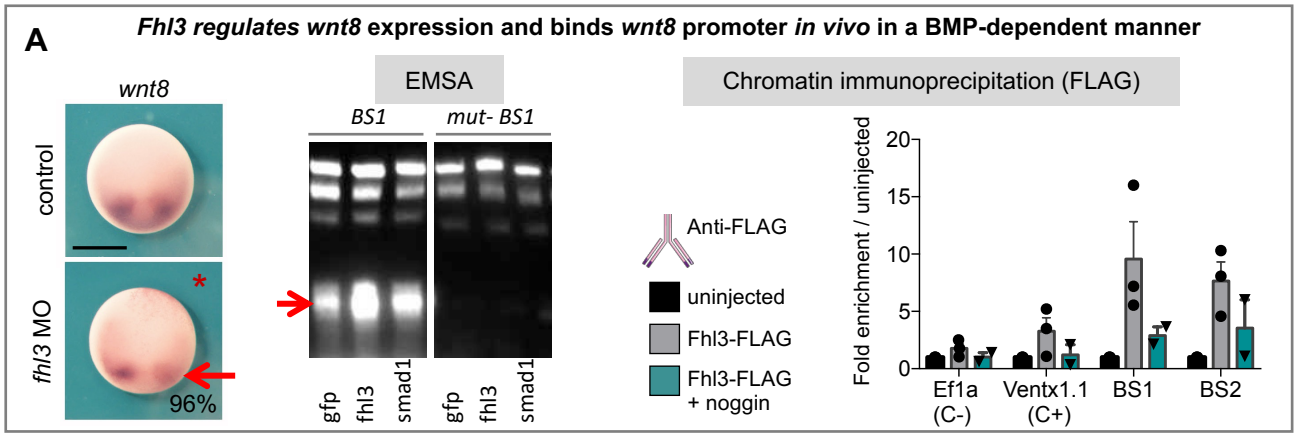 A
Fhl3 regulates wnt8 expression and binds wnt8 promoter in vivo in a BMP-dependent manner
wnt8
control
fhl3 MO
*
96%
EMSA
BS1 mut- BS1
gfp fhl3 smad1 gfp fhl3 smad1
Chromatin immunoprecipitation (FLAG)
Anti-FLAG
uninjected
Fhl3-FLAG
Fhl3-FLAG
+ noggin
Fold enrichment / uninjected
20
15
10
5
0
Ef1a Ventx1.1 BS1 BS2
(C-) (C+)